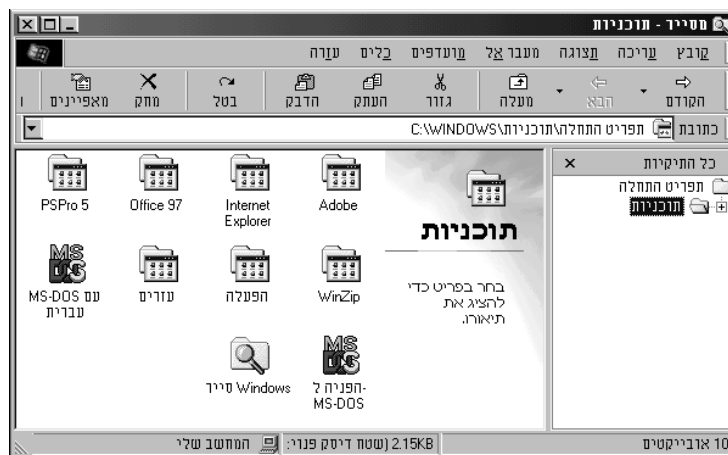 מסייר - תוכניות
קובץ עריכה תצוגה מעבר אל מועדפים כלים עזרה
הקודם הבא מעלה גזור העתק הדבק בטל מחק מאפיינים
כתובת C:\WINDOWS\תפריט התחלה\תוכניות
כל התיקיות
תפריט התחלה
תוכניות
תוכניות
בחר בפריט כדי
להציג את
תיאורו.
Adobe
Internet
Explorer
Office 97
PSPro 5
WinZip
הפעלה
עזרים
MS-DOS עם
עברית
הפניה ל-
MS-DOS
סייר Windows
10 אובייקטים
2.15KB (שטח דיסק פנוי:
המחשב שלי